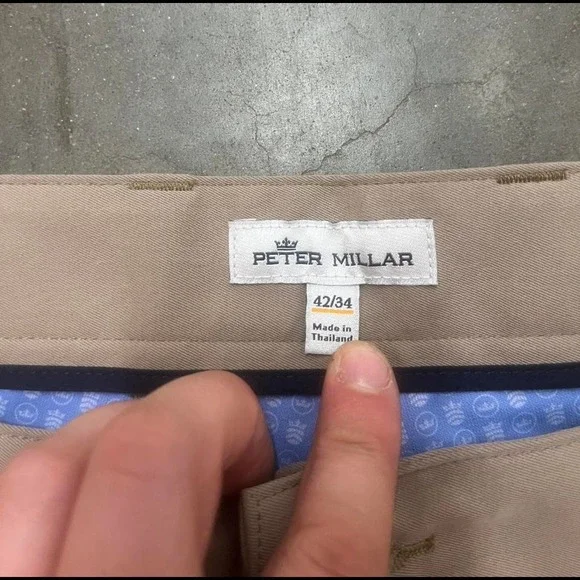 PETER MILLAR
42/34
Made in
Thailand